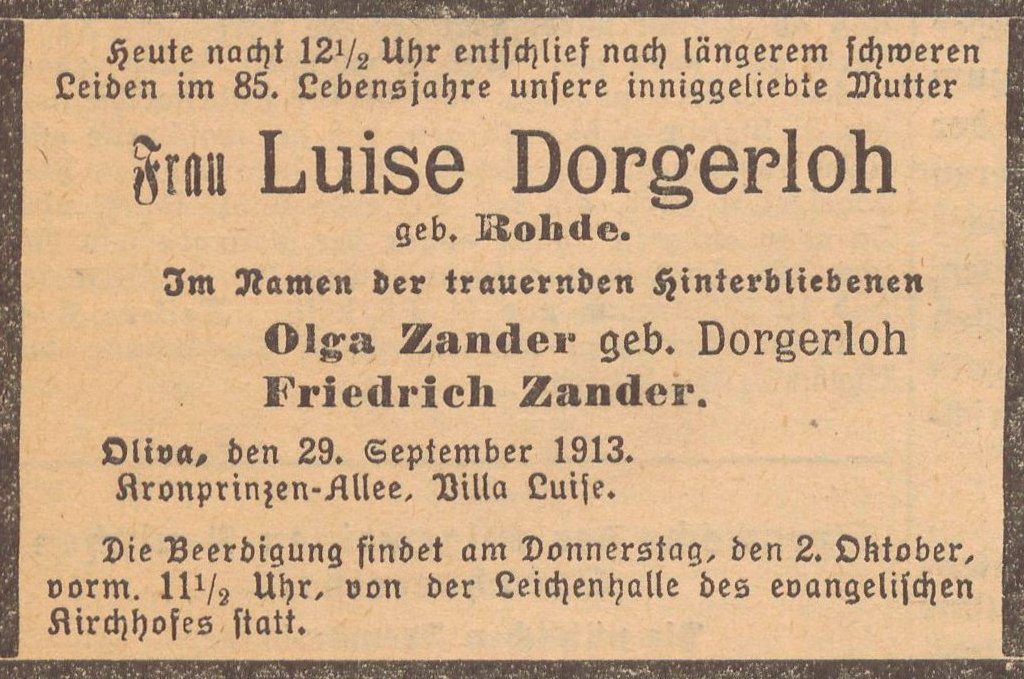 Heute nacht 12½ Uhr entschlief nach längerem schweren
Leiden im 85. Lebensjahre unsere inniggeliebte Mutter
Frau Luise Dorgerloh
geb. Rohde.
Im Namen der trauernden Hinterbliebenen
Olga Zander geb. Dorgerloh
Friedrich Zander.
Oliva, den 29. September 1913.
Kronprinzen-Allee, Villa Luise.
Die Beerdigung findet am Donnerstag, den 2. Oktober,
vorm. 11½ Uhr, von der Leichenhalle des evangelischen
Kirchhofes statt.